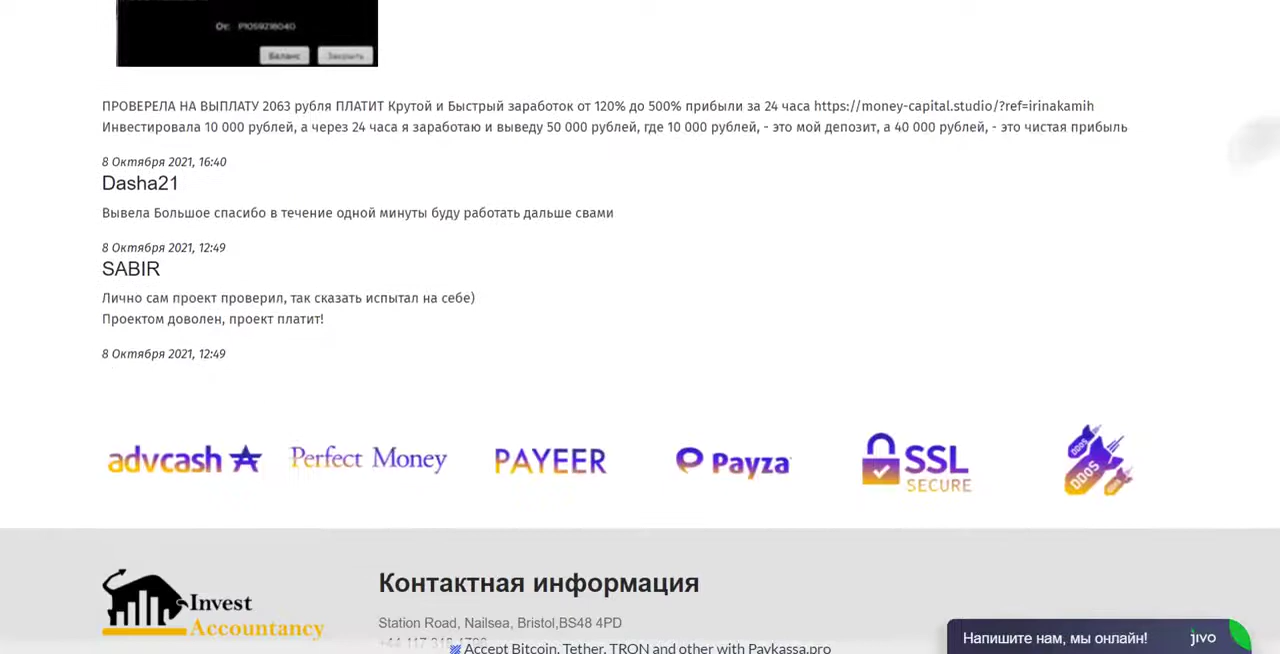 От: P1059218040
Баланс Закрыть
ПРОВЕРЕЛА НА ВЫПЛАТУ 2063 рубля ПЛАТИТ Крутой и Быстрый заработок от 120% до 500% прибыли за 24 часа https://money-capital.studio/?ref=irinakamih
Инвестировала 10 000 рублей, а через 24 часа я заработаю и выведу 50 000 рублей, где 10 000 рублей, - это мой депозит, а 40 000 рублей, - это чистая прибыль
8 Октября 2021, 16:40
Dasha21
Вывела Большое спасибо в течение одной минуты буду работать дальше свами
8 Октября 2021, 12:49
SABIR
Лично сам проект проверил, так сказать испытал на себе)
Проектом доволен, проект платит!
8 Октября 2021, 12:49
advcash Perfect Money PAYEER Payza SSL SECURE DDOS DDOS
Invest Accountancy
Контактная информация
Station Road, Nailsea, Bristol,BS48 4PD
Напишите нам, мы онлайн! jivo
Accept Bitcoin, Tether, TRON and other with Paykassa.pro